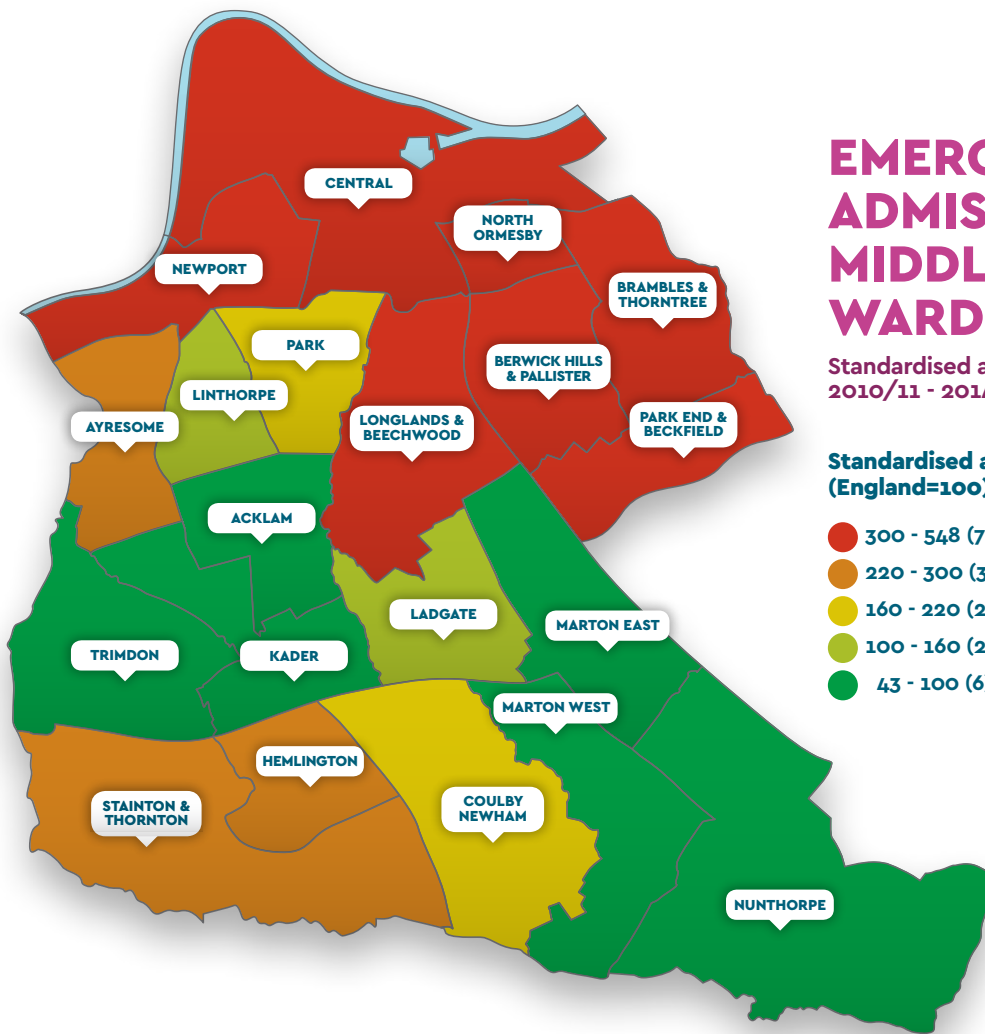 CENTRAL
NORTH
ORMESBY
NEWPORT
BRAMBLES &
THORNTREE
PARK
BERWICK HILLS
& PALLISTER
LINTHORPE
AYRESOME
LONGLANDS &
BEECHWOOD
PARK END &
BECKFIELD
ACKLAM
LADGATE
MARTON EAST
TRIMDON
KADER
MARTON WEST
HEMLINGTON
STAINTON &
THORNTON
COULBY
NEWHAM
NUNTHORPE
EMERG
ADMIS
MIDDL
WARD
Standardised a
2010/11 - 2014
Standardised a
(England=100)
300 - 548 (7
220 - 300 (3
160 - 220 (2
100 - 160 (2
43 - 100 (6)